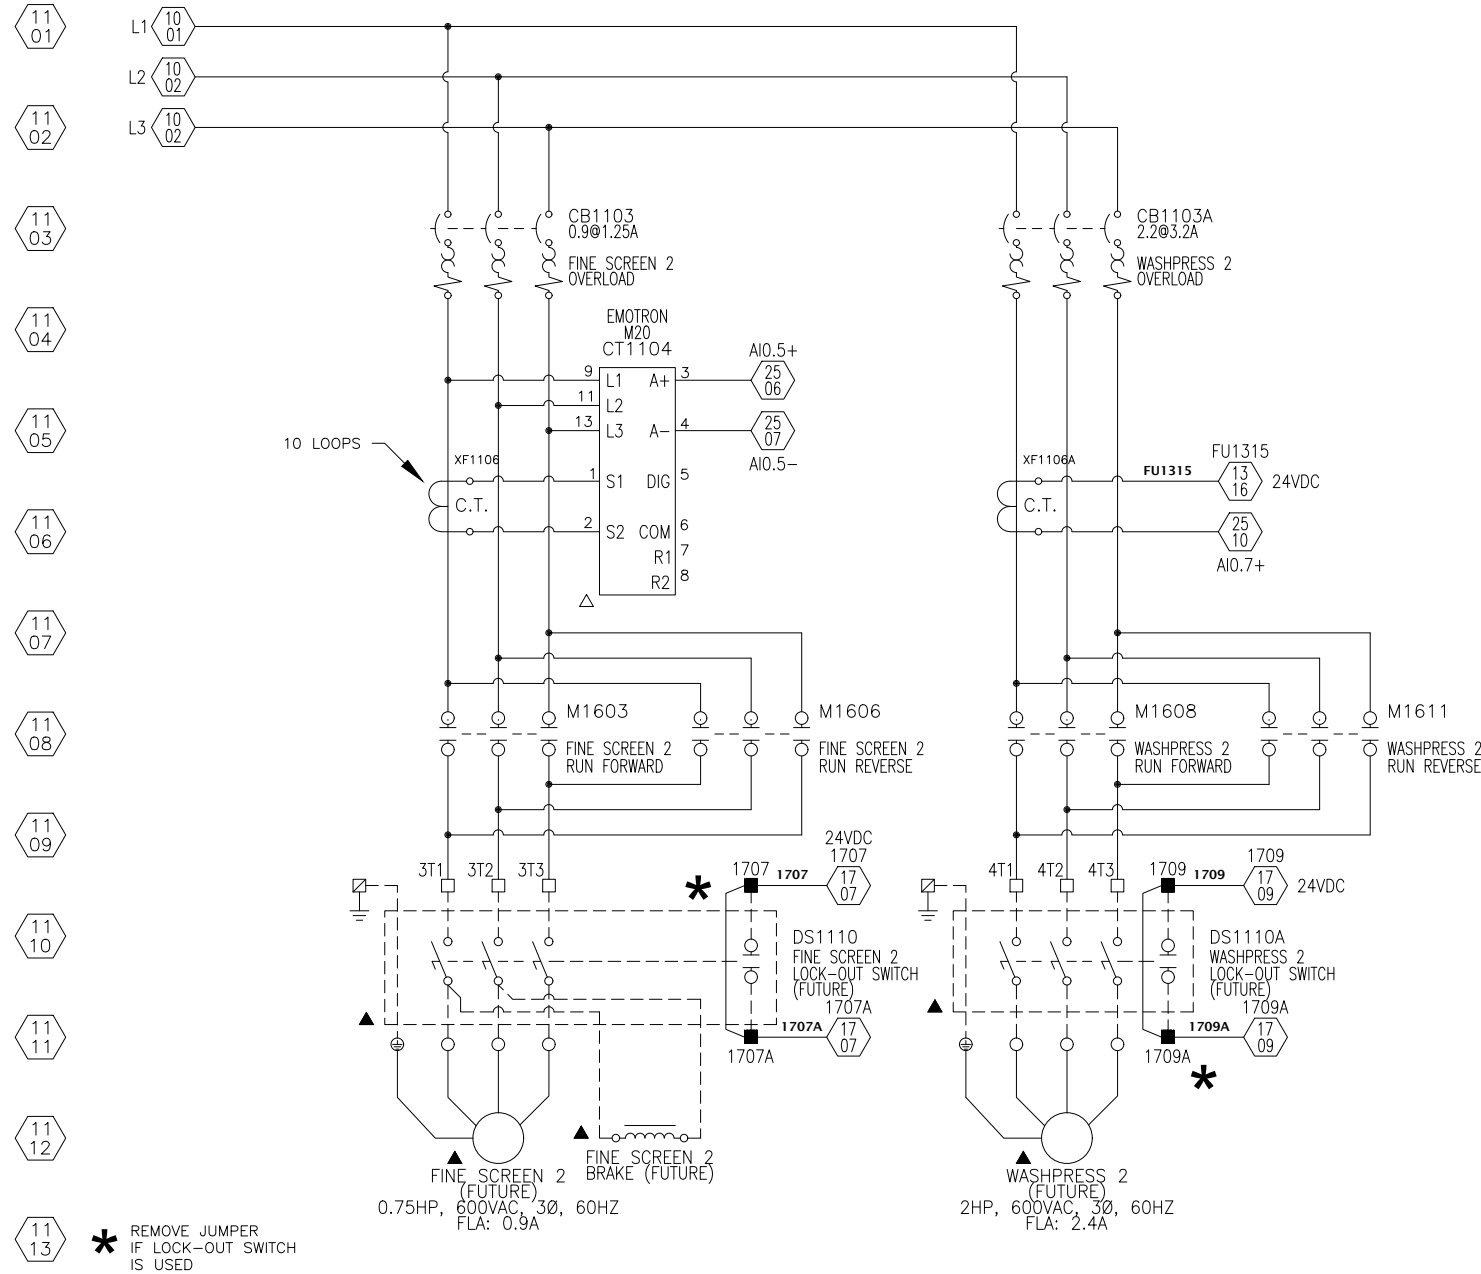 11
01
L1
10
01
L2
10
02
11
02
L3
10
02
11
03
CB1103
0.9@1.25A
FINE SCREEN 2
OVERLOAD
CB1103A
2.2@3.2A
WASHPRESS 2
OVERLOAD
11
04
EMOTRON
M20
CT1104
9
11
13
1
2
L1
L2
L3
S1
S2
A+
A−
DIG
COM
R1
R2
3
4
5
6
7
8
AI0.5+
25
06
25
07
AI0.5−
11
05
10 LOOPS
XF1106
C.T.
XF1106A
C.T.
FU1315
FU1315
13
16
24VDC
25
10
AI0.7+
11
06
11
07
11
08
M1603
FINE SCREEN 2
RUN FORWARD
M1606
FINE SCREEN 2
RUN REVERSE
M1608
WASHPRESS 2
RUN FORWARD
M1611
WASHPRESS 2
RUN REVERSE
11
09
3T1
3T2
3T3
*
1707
1707
24VDC
1707
17
07
4T1
4T2
4T3
1709
1709
1709
17
09
24VDC
11
10
DS1110
FINE SCREEN 2
LOCK−OUT SWITCH
(FUTURE)
DS1110A
WASHPRESS 2
LOCK−OUT SWITCH
(FUTURE)
11
11
1707A
1707A
17
07
1707A
1709A
1709A
17
09
1709A
*
11
12
FINE SCREEN 2
(FUTURE)
0.75HP, 600VAC, 3Ø, 60HZ
FLA: 0.9A
FINE SCREEN 2
BRAKE (FUTURE)
WASHPRESS 2
(FUTURE)
2HP, 600VAC, 3Ø, 60HZ
FLA: 2.4A
11
13
* REMOVE JUMPER
IF LOCK−OUT SWITCH
IS USED